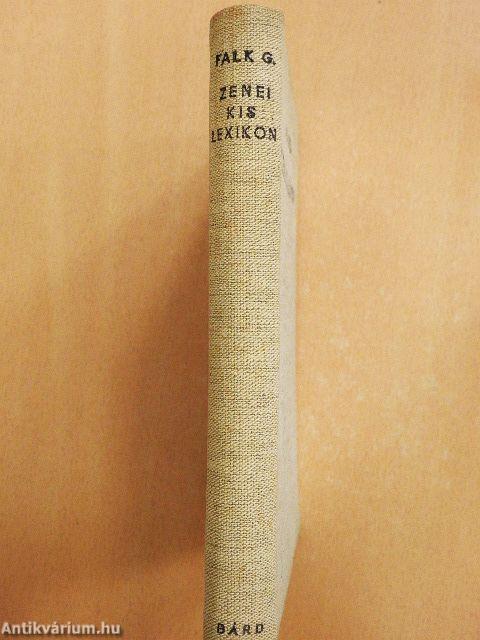 FALK G.
ZENEI
KIS
LEXIKON
BÁRD
Antikvárium.hu